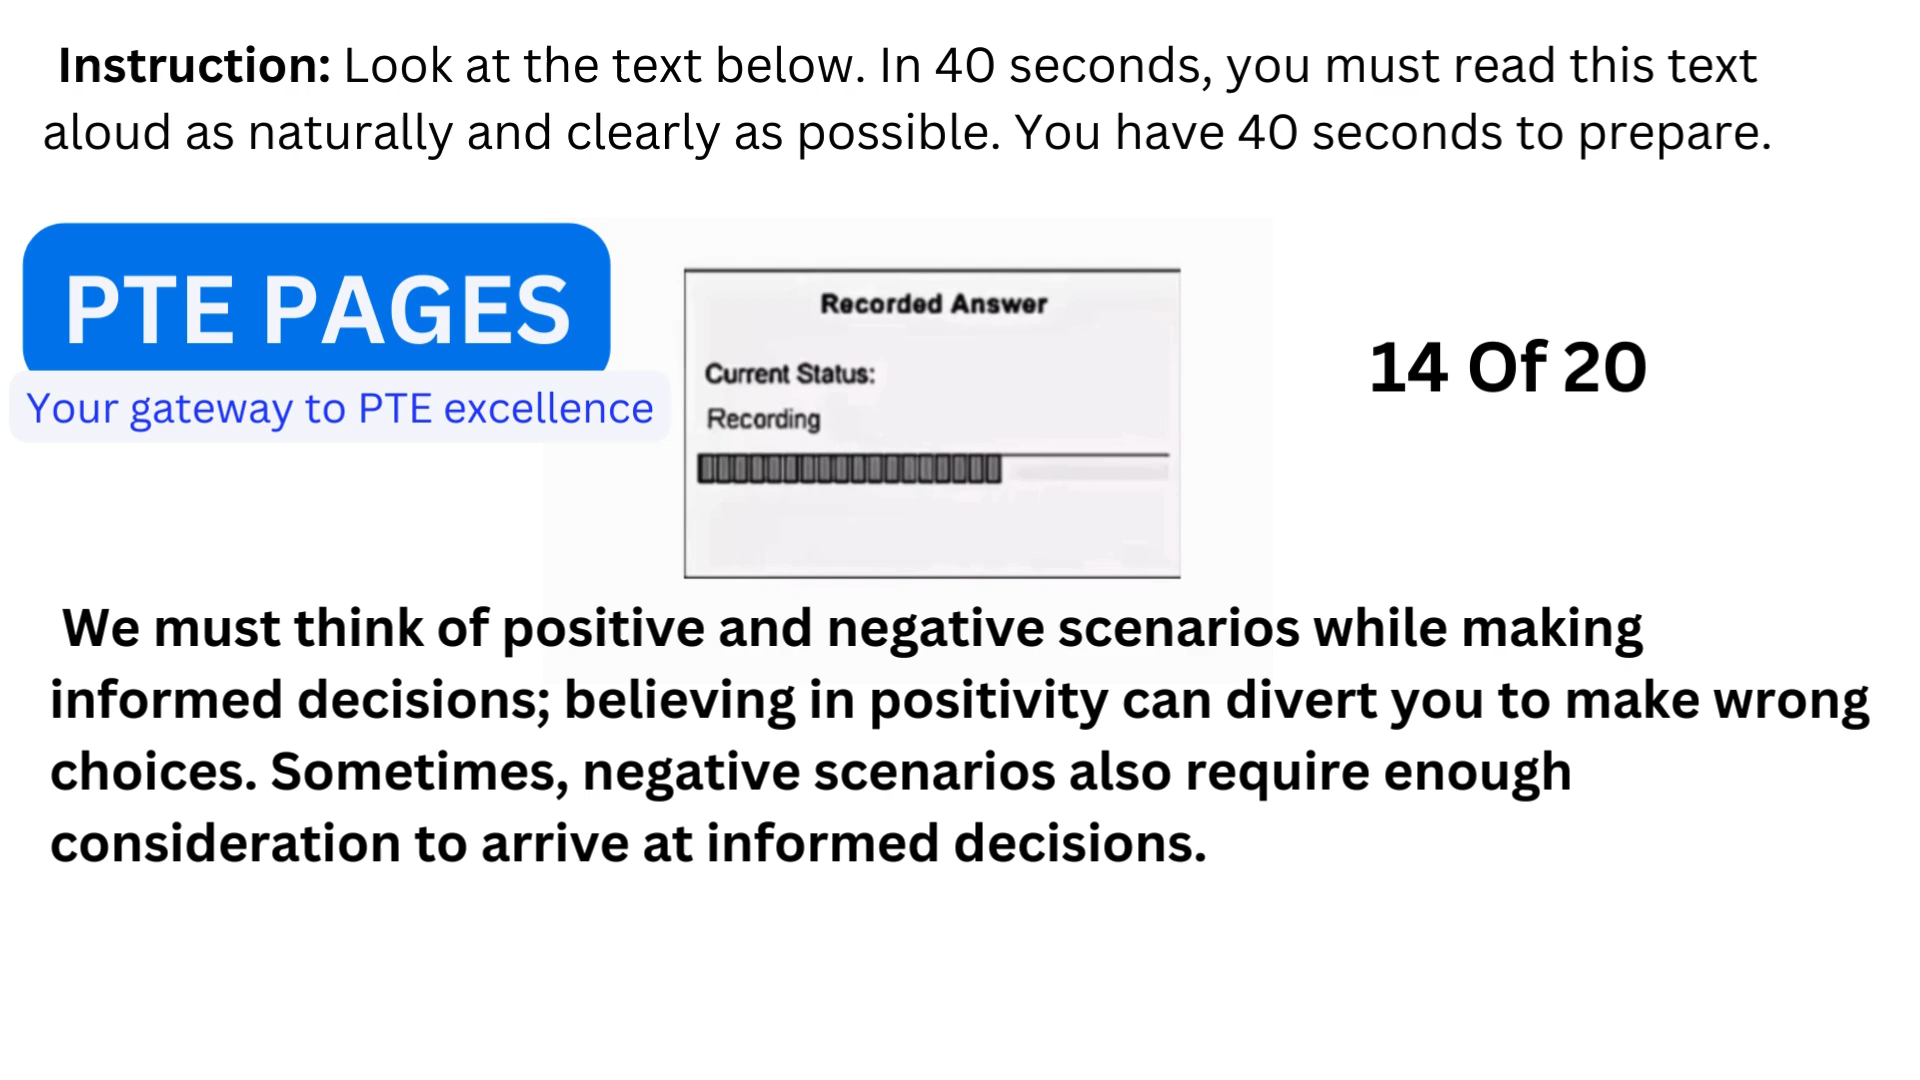 Instruction: Look at the text below. In 40 seconds, you must read this text
aloud as naturally and clearly as possible. You have 40 seconds to prepare.
PTE PAGES
Your gateway to PTE excellence
Recorded Answer
Current Status:
Recording
14 Of 20
We must think of positive and negative scenarios while making
informed decisions; believing in positivity can divert you to make wrong
choices. Sometimes, negative scenarios also require enough
consideration to arrive at informed decisions.